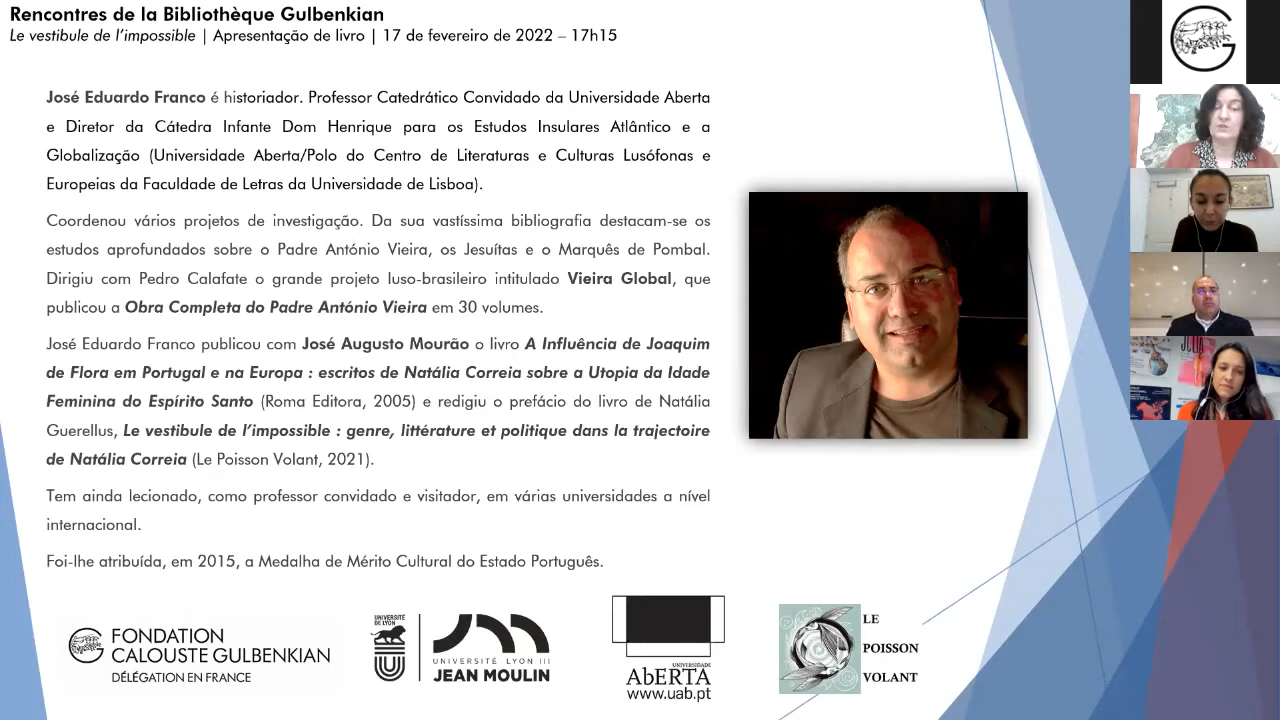 Rencontres de la Bibliothèque Gulbenkian
Le vestibule de l'impossible | Apresentação de livro | 17 de fevereiro de 2022 – 17h15
José Eduardo Franco é historiador. Professor Catedrático Convidado da Universidade Aberta
e Diretor da Cátedra Infante Dom Henrique para os Estudos Insulares Atlântico e a
Globalização (Universidade Aberta/Polo do Centro de Literaturas e Culturas Lusófonas e
Europeias da Faculdade de Letras da Universidade de Lisboa).
Coordenou vários projetos de investigação. Da sua vastíssima bibliografia destacam-se os
estudos aprofundados sobre o Padre António Vieira, os Jesuítas e o Marquês de Pombal.
Dirigiu com Pedro Calafate o grande projeto luso-brasileiro intitulado Vieira Global, que
publicou a Obra Completa do Padre António Vieira em 30 volumes.
José Eduardo Franco publicou com José Augusto Mourão o livro A Influência de Joaquim
de Flora em Portugal e na Europa : escritos de Natália Correia sobre a Utopia da Idade
Feminina do Espírito Santo (Roma Editora, 2005) e redigiu o prefácio do livro de Natália
Guerellus, Le vestibule de l'impossible : genre, littérature et politique dans la trajectoire
de Natália Correia (Le Poisson Volant, 2021).
Tem ainda lecionado, como professor convidado e visitador, em várias universidades a nível
internacional.
Foi-lhe atribuída, em 2015, a Medalha de Mérito Cultural do Estado Português.
FONDATION
CALOUSTE GULBENKIAN
DÉLÉGATION EN FRANCE
UNIVERSITÉ
DE LYON
UNIVERSITÉ LYON III
JEAN MOULIN
UNIVERSIDADE
AbERTA
www.uab.pt
LE
POISSON
VOLANT